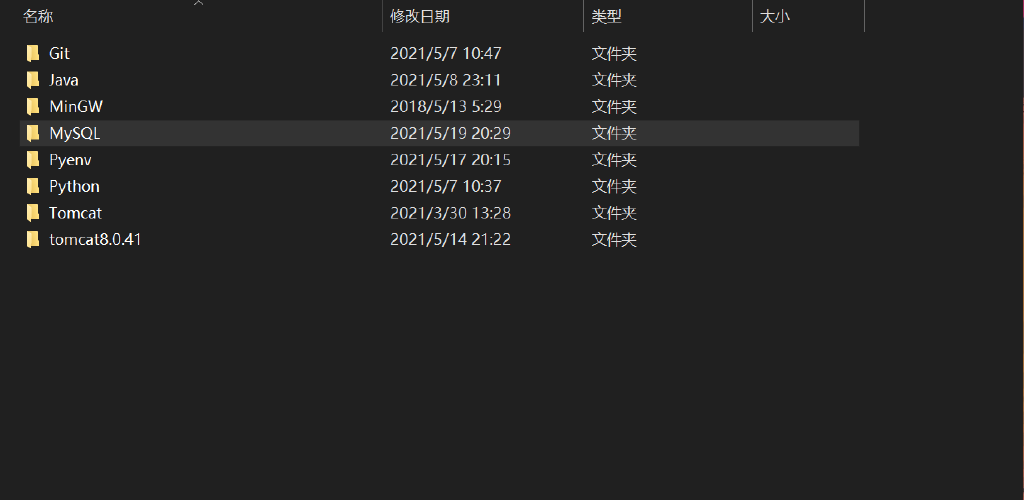 名称 修改日期 类型 大小
Git 2021/5/7 10:47 文件夹
Java 2021/5/8 23:11 文件夹
MinGW 2018/5/13 5:29 文件夹
MySQL 2021/5/19 20:29 文件夹
Pyenv 2021/5/17 20:15 文件夹
Python 2021/5/7 10:37 文件夹
Tomcat 2021/3/30 13:28 文件夹
tomcat8.0.41 2021/5/14 21:22 文件夹